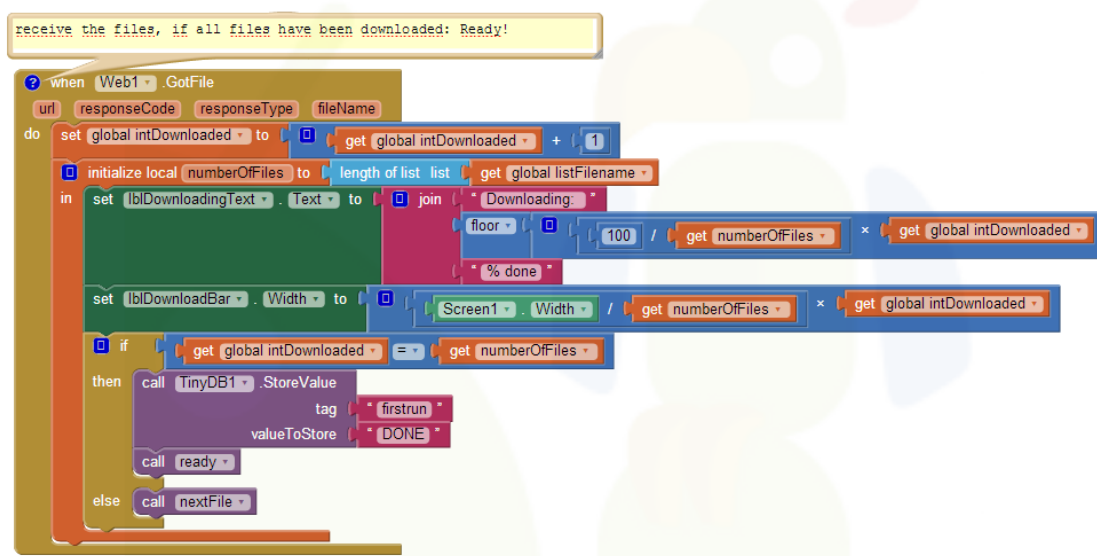 receive the files, if all files have been downloaded: Ready!
? when Web1 .GotFile
url responseCode responseType fileName
do set global intDownloaded to get global intDownloaded + 1
initialize local numberOfFiles to length of list list get global listFilename
in set lblDownloadingText . Text to join " Downloading: "
floor 100 / get numberOfFiles × get global intDownloaded
" % done "
set lblDownloadBar . Width to Screen1 . Width / get numberOfFiles × get global intDownloaded
if get global intDownloaded = get numberOfFiles
then call TinyDB1 .StoreValue
tag " firstrun "
valueToStore " DONE "
call ready
else call nextFile